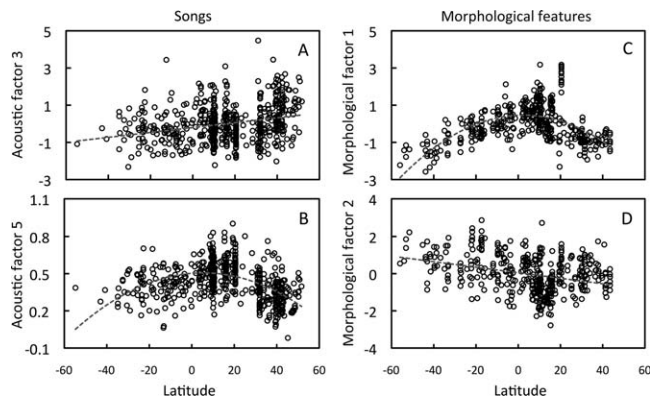 Songs
Morphological features
Acoustic factor 3
5
3
1
-1
-3
A
Morphological factor 1
5
3
1
-1
-3
C
Acoustic factor 5
1.1
0.8
0.5
0.2
-0.1
B
-60 -40 -20 0 20 40 60
Latitude
Morphological factor 2
4
2
0
-2
-4
D
-60 -40 -20 0 20 40 60
Latitude